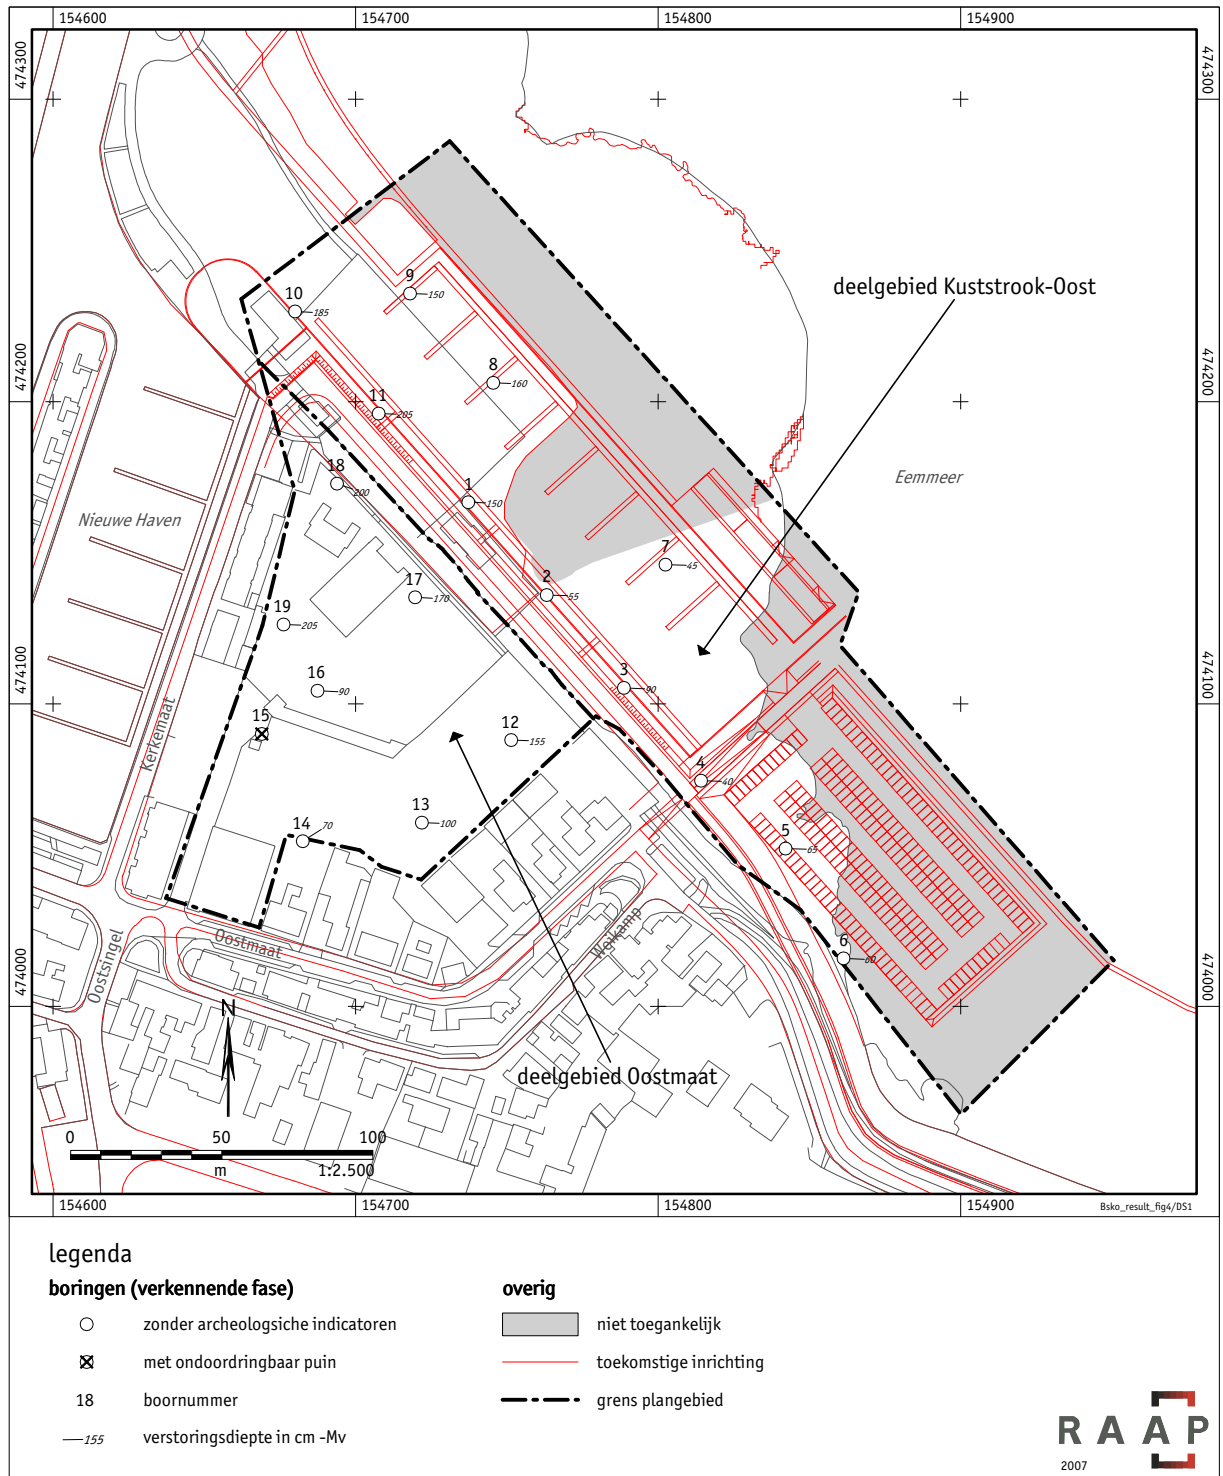 154600
154700
154800
154900
474300
474300
deelgebied Kuststrook-Oost
9
150
10
185
8
160
474200
474200
11
205
Eemmeer
18
200
1
150
Nieuwe Haven
7
45
2
55
17
170
19
205
3
90
16
90
474100
474100
15
12
155
Kerkemaat
4
40
13
100
14
70
5
65
Oostmaat
Weikamp
6
60
Oostsingel
474000
474000
N
deelgebied Oostmaat
0
50
100
m
1:2.500
154600
154700
154800
154900
Bsko_result_fig4/DS1
legenda
boringen (verkennende fase)
zonder archeologsiche indicatoren
met ondoordringbaar puin
18
boornummer
155
verstoringsdiepte in cm -Mv
overig
niet toegankelijk
toekomstige inrichting
grens plangebied
RAAP
2007